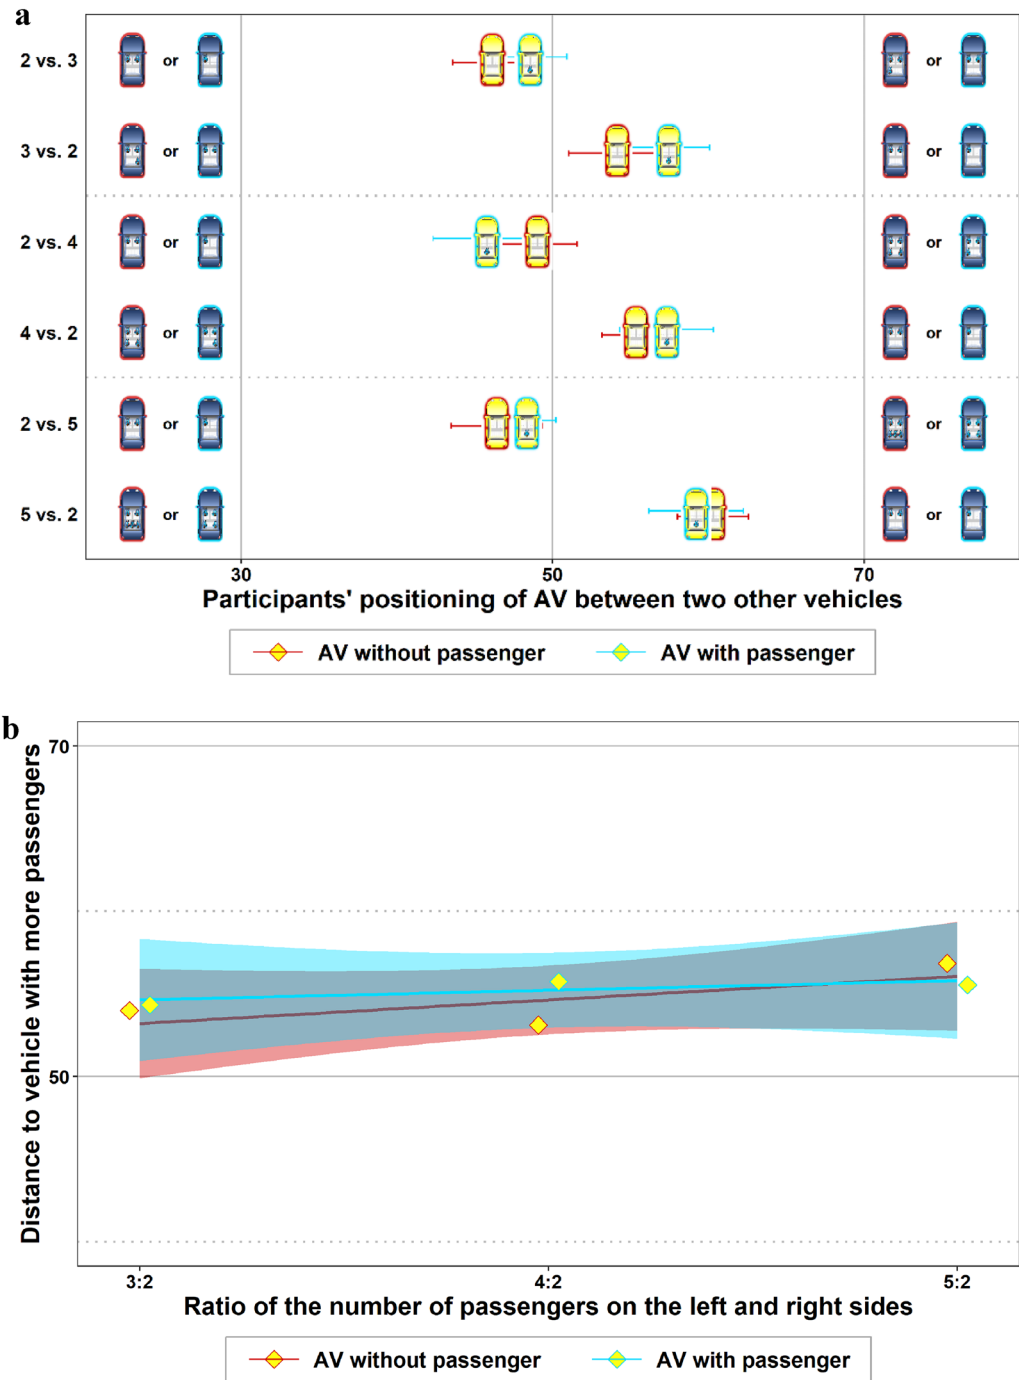 a
2 vs. 3 or or
3 vs. 2 or or
2 vs. 4 or or
4 vs. 2 or or
2 vs. 5 or or
5 vs. 2 or or
30 50 70
Participants' positioning of AV between two other vehicles
AV without passenger AV with passenger
b
Distance to vehicle with more passengers
70
50
3:2 4:2 5:2
Ratio of the number of passengers on the left and right sides
AV without passenger AV with passenger